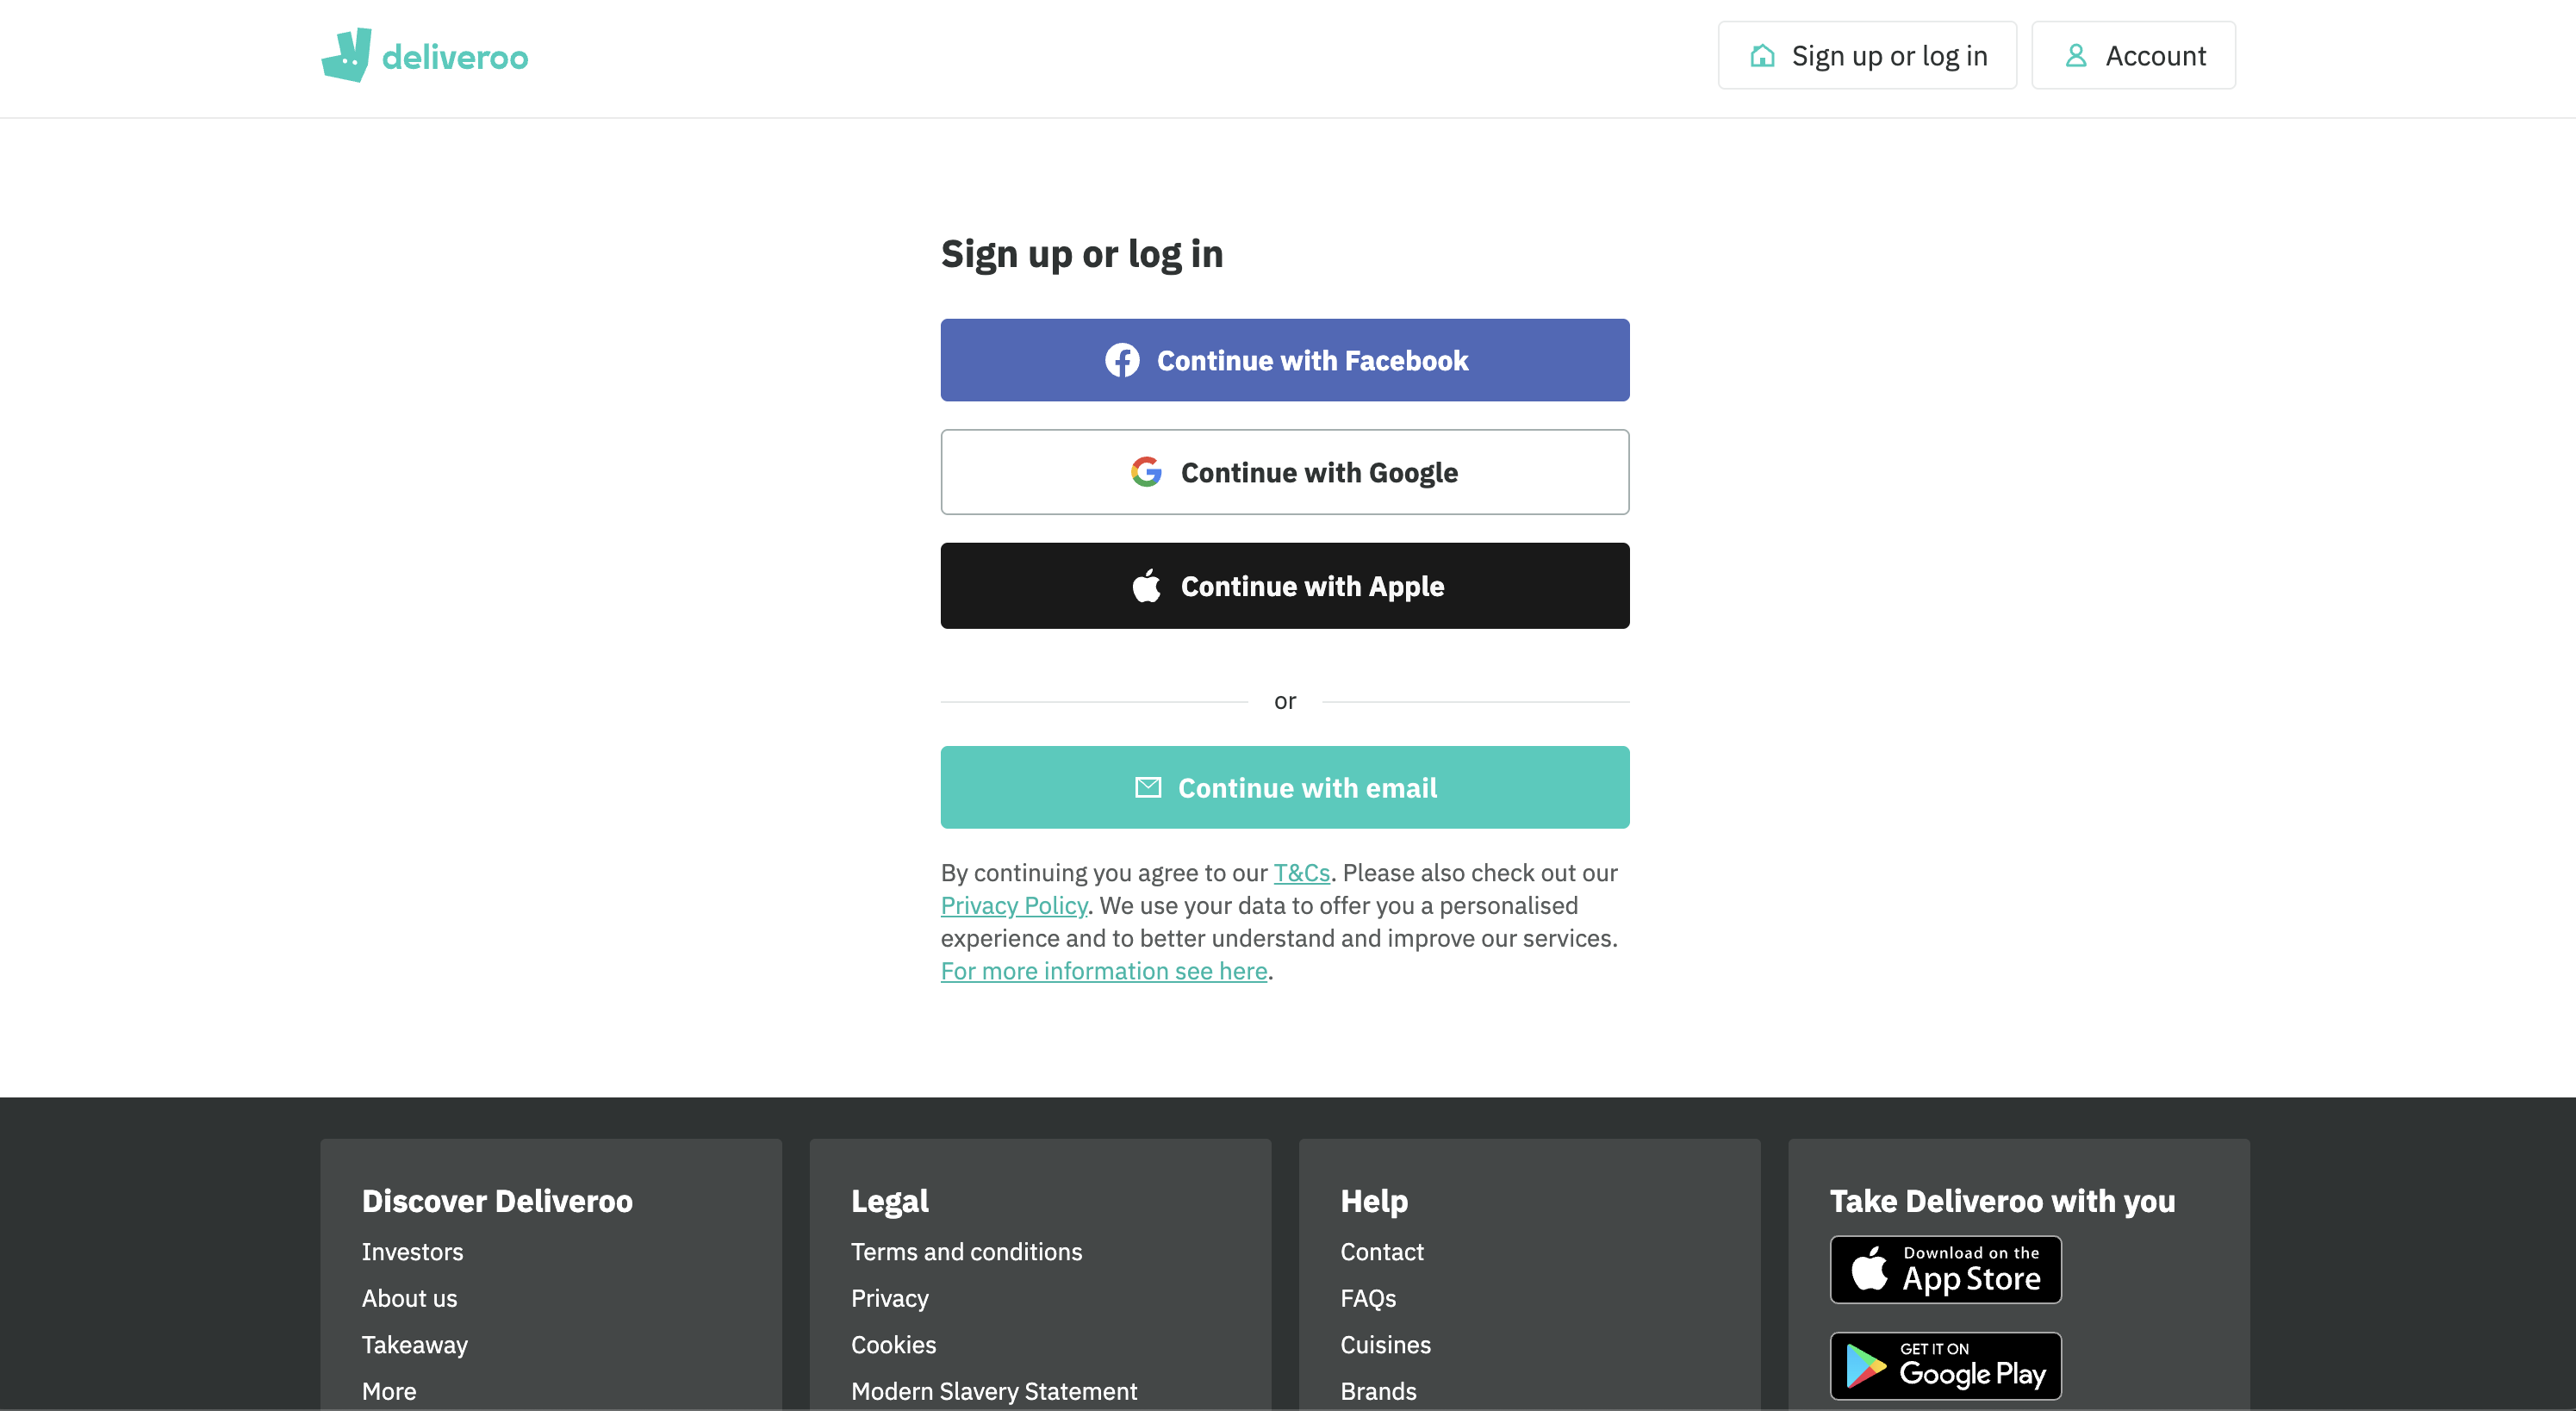 deliveroo
Sign up or log in
Account
Sign up or log in
Continue with Facebook
Continue with Google
Continue with Apple
or
Continue with email
By continuing you agree to our T&Cs. Please also check out our
Privacy Policy. We use your data to offer you a personalised
experience and to better understand and improve our services.
For more information see here.
Discover Deliveroo
Investors
About us
Takeaway
More
Legal
Terms and conditions
Privacy
Cookies
Modern Slavery Statement
Help
Contact
FAQs
Cuisines
Brands
Take Deliveroo with you
Download on the
App Store
GET IT ON
Google Play